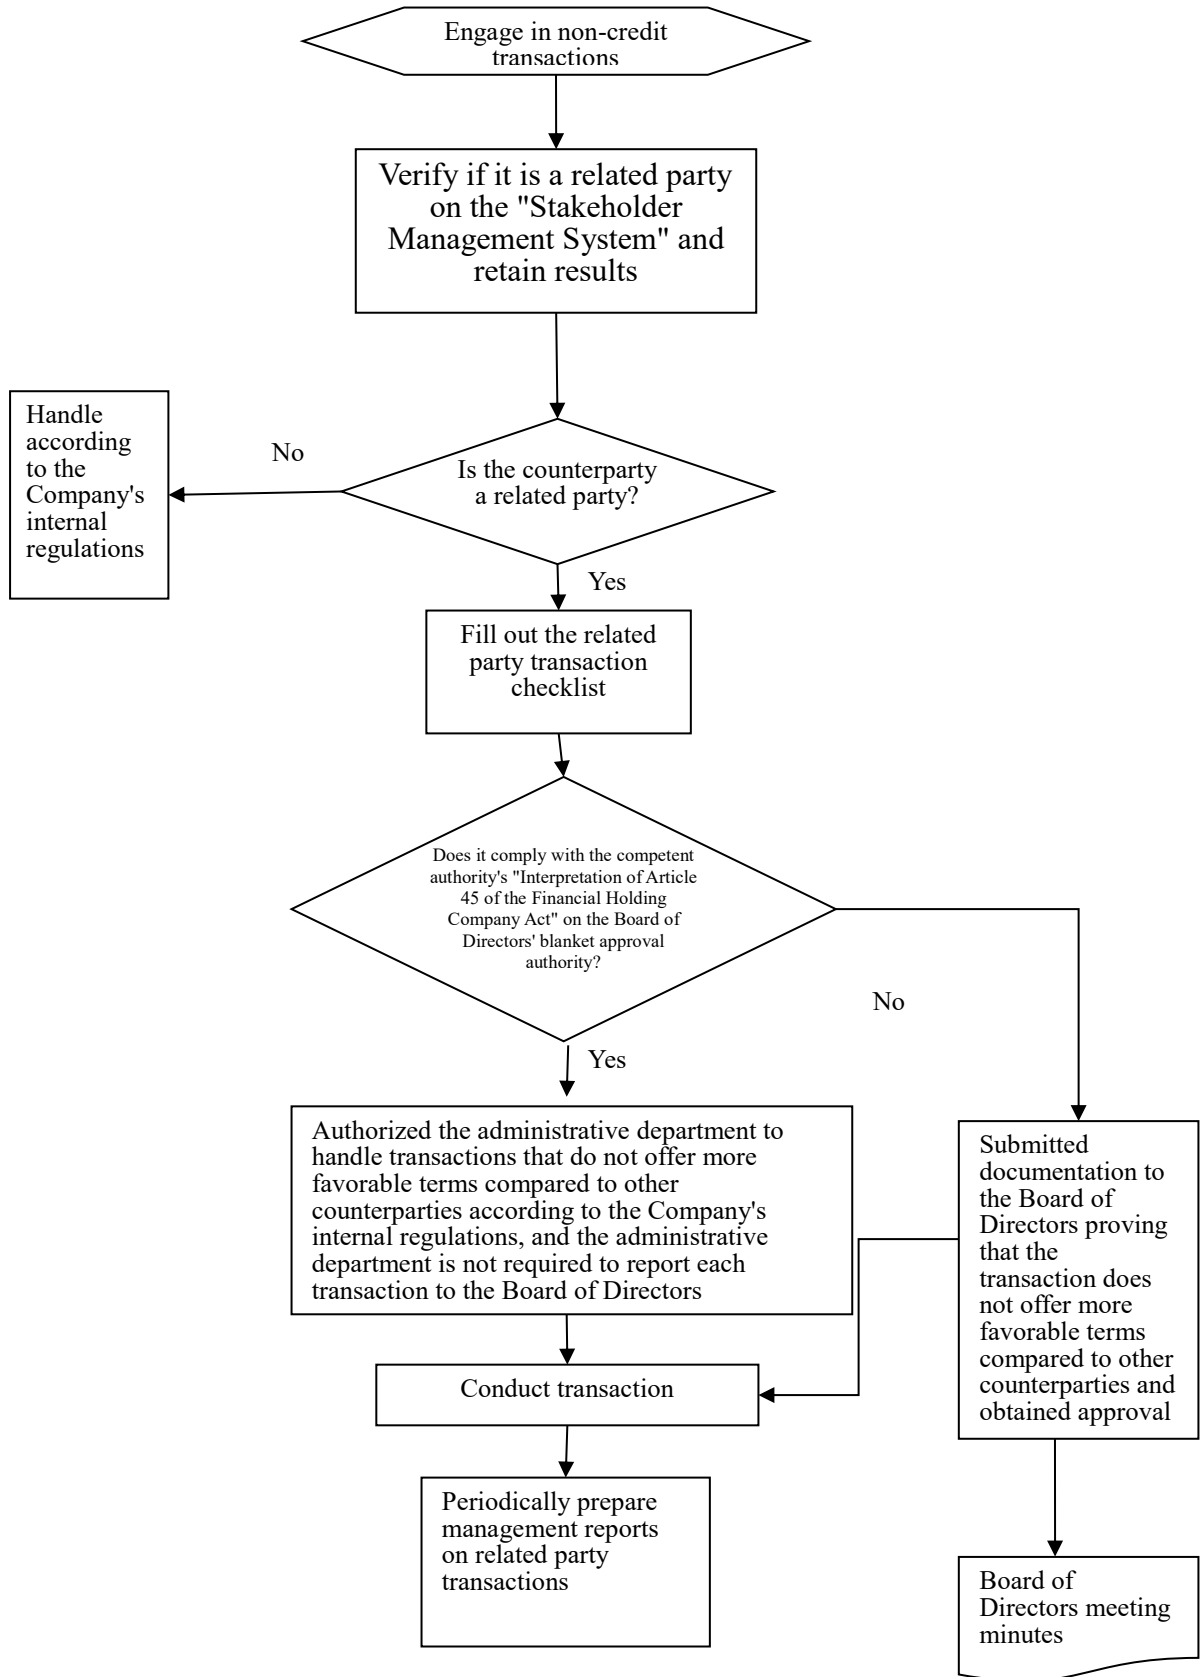 Engage in non-credit
transactions
Verify if it is a related party
on the "Stakeholder
Management System" and
retain results
Handle
according
to the
Company's
internal
regulations
No
Is the counterparty
a related party?
Yes
Fill out the related
party transaction
checklist
Does it comply with the competent
authority's "Interpretation of Article
45 of the Financial Holding
Company Act" on the Board of
Directors' blanket approval
authority?
No
Yes
Authorized the administrative department to
handle transactions that do not offer more
favorable terms compared to other
counterparties according to the Company's
internal regulations, and the administrative
department is not required to report each
transaction to the Board of Directors
Submitted
documentation to
the Board of
Directors proving
that the
transaction does
not offer more
favorable terms
compared to other
counterparties and
obtained approval
Conduct transaction
Periodically prepare
management reports
on related party
transactions
Board of
Directors meeting
minutes